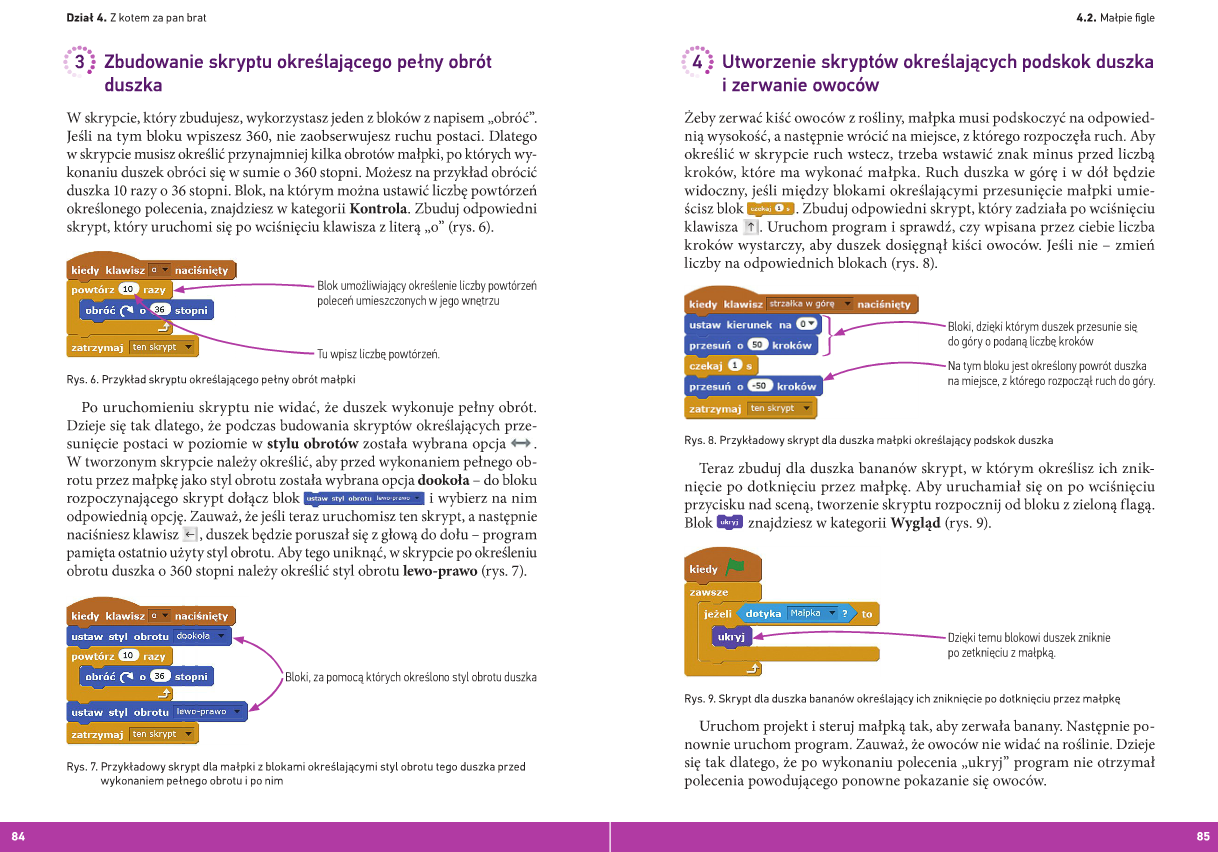 Dział 4. Z kotem za pan brat
3 Zbudowanie skryptu określającego pełny obrót
duszka
W skrypcie, który zbudujesz, wykorzystasz jeden z bloków z napisem „obróć”.
Jeśli na tym bloku wpiszesz 360, nie zaobserwujesz ruchu postaci. Dlatego
w skrypcie musisz określić przynajmniej kilka obrotów małpki, po których wy-
konaniu duszek obróci się w sumie o 360 stopni. Możesz na przykład obrócić
duszka 10 razy o 36 stopni. Blok, na którym można ustawić liczbę powtórzeń
określonego polecenia, znajdziesz w kategorii Kontrola. Zbuduj odpowiedni
skrypt, który uruchomi się po wciśnięciu klawisza z literą „o” (rys. 6).
kiedy klawisz o naciśnięty
powtórz 10 razy
obróć o 36 stopni
zatrzymaj ten skrypt
Blok umożliwiający określenie liczby powtórzeń
poleceń umieszczonych w jego wnętrzu
Tu wpisz liczbę powtórzeń.
Rys. 6. Przykład skryptu określającego pełny obrót małpki
Po uruchomieniu skryptu nie widać, że duszek wykonuje pełny obrót.
Dzieje się tak dlatego, że podczas budowania skryptów określających prze-
sunięcie postaci w poziomie w stylu obrotów została wybrana opcja ↔.
W tworzonym skrypcie należy określić, aby przed wykonaniem pełnego ob-
rotu przez małpkę jako styl obrotu została wybrana opcja dookoła – do bloku
rozpoczynającego skrypt dołącz blok ustaw styl obrotu lewo-prawo i wybierz na nim
odpowiednią opcję. Zauważ, że jeśli teraz uruchomisz ten skrypt, a następnie
naciśniesz klawisz ←, duszek będzie poruszał się z głową do dołu – program
pamięta ostatnio użyty styl obrotu. Aby tego uniknąć, w skrypcie po określeniu
obrotu duszka o 360 stopni należy określić styl obrotu lewo-prawo (rys. 7).
kiedy klawisz o naciśnięty
ustaw styl obrotu dookoła
powtórz 10 razy
obróć o 36 stopni
ustaw styl obrotu lewo-prawo
zatrzymaj ten skrypt
Bloki, za pomocą których określono styl obrotu duszka
Rys. 7. Przykładowy skrypt dla małpki z blokami określającymi styl obrotu tego duszka przed
wykonaniem pełnego obrotu i po nim
84
4.2. Małpie figle
4 Utworzenie skryptów określających podskok duszka
i zerwanie owoców
Żeby zerwać kiść owoców z rośliny, małpka musi podskoczyć na odpowied-
nią wysokość, a następnie wrócić na miejsce, z którego rozpoczęła ruch. Aby
określić w skrypcie ruch wstecz, trzeba wstawić znak minus przed liczbą
kroków, które ma wykonać małpka. Ruch duszka w górę i w dół będzie
widoczny, jeśli między blokami określającymi przesunięcie małpki umie-
ścisz blok czekaj 1 s. Zbuduj odpowiedni skrypt, który zadziała po wciśnięciu
klawisza ↑. Uruchom program i sprawdź, czy wpisana przez ciebie liczba
kroków wystarczy, aby duszek dosięgnął kiści owoców. Jeśli nie – zmień
liczby na odpowiednich blokach (rys. 8).
kiedy klawisz strzałka w górę naciśnięty
ustaw kierunek na 0
przesuń o 50 kroków
czekaj 1 s
przesuń o -50 kroków
zatrzymaj ten skrypt
Bloki, dzięki którym duszek przesunie się
do góry o podaną liczbę kroków
Na tym bloku jest określony powrót duszka
na miejsce, z którego rozpoczął ruch do góry.
Rys. 8. Przykładowy skrypt dla duszka małpki określający podskok duszka
Teraz zbuduj dla duszka bananów skrypt, w którym określisz ich znik-
nięcie po dotknięciu przez małpkę. Aby uruchamiał się on po wciśnięciu
przycisku nad sceną, tworzenie skryptu rozpocznij od bloku z zieloną flagą.
Blok ukryj znajdziesz w kategorii Wygląd (rys. 9).
kiedy
zawsze
jeżeli dotyka Małpka ? to
ukryj
Dzięki temu blokowi duszek zniknie
po zetknięciu z małpką.
Rys. 9. Skrypt dla duszka bananów określający ich zniknięcie po dotknięciu przez małpkę
Uruchom projekt i steruj małpką tak, aby zerwała banany. Następnie po-
nownie uruchom program. Zauważ, że owoców nie widać na roślinie. Dzieje
się tak dlatego, że po wykonaniu polecenia „ukryj” program nie otrzymał
polecenia powodującego ponowne pokazanie się owoców.
85